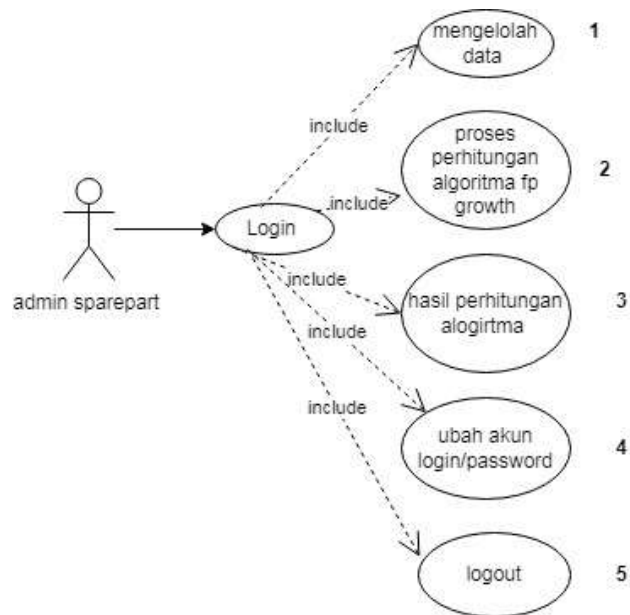 mengelolah
data
1
include
proses
perhitungan
algoritma fp
growth
2
include
Login
admin sparepart
include
hasil perhitungan
alogirtma
3
include
include
ubah akun
login/password
4
logout
5